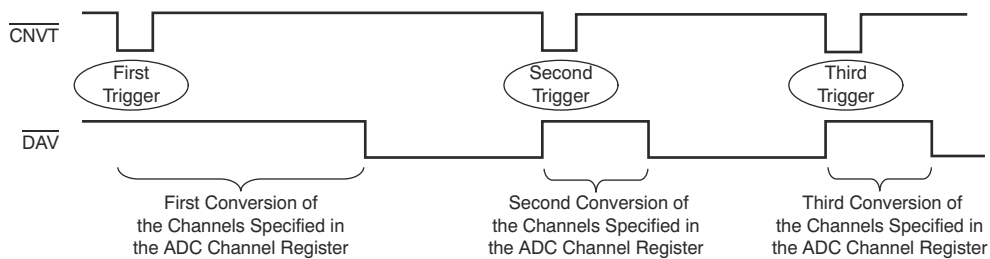 CNVT
First
Trigger
Second
Trigger
Third
Trigger
DAV
First Conversion of
the Channels Specified in
the ADC Channel Register
Second Conversion of
the Channels Specified in
the ADC Channel Register
Third Conversion of
the Channels Specified in
the ADC Channel Register